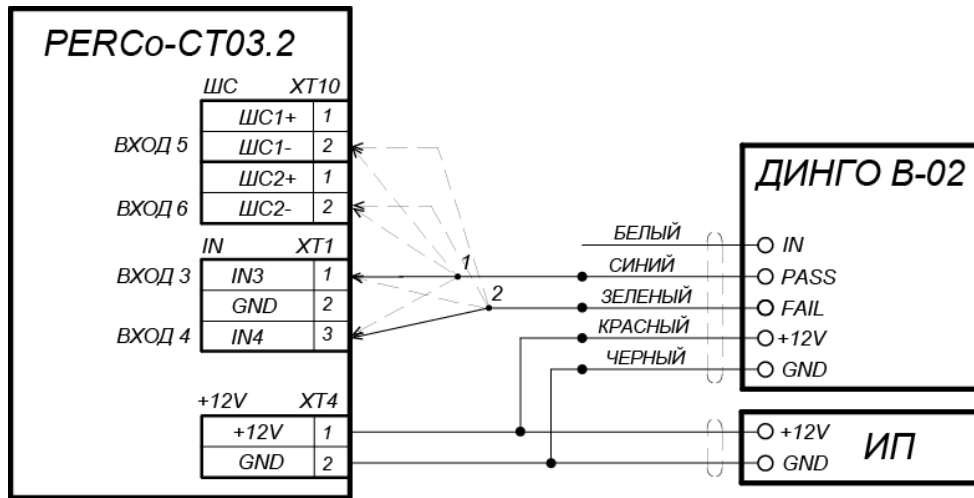 PERCo-CT03.2
ШС XT10
ШС1+ 1
ВХОД 5 ШС1- 2
ШС2+ 1
ВХОД 6 ШС2- 2
IN XT1
ВХОД 3 IN3 1
GND 2
ВХОД 4 IN4 3
+12V XT4
+12V 1
GND 2
1
2
БЕЛЫЙ
СИНИЙ
ЗЕЛЕНЫЙ
КРАСНЫЙ
ЧЕРНЫЙ
ДИНГО В-02
IN
PASS
FAIL
+12V
GND
+12V
GND
ИП